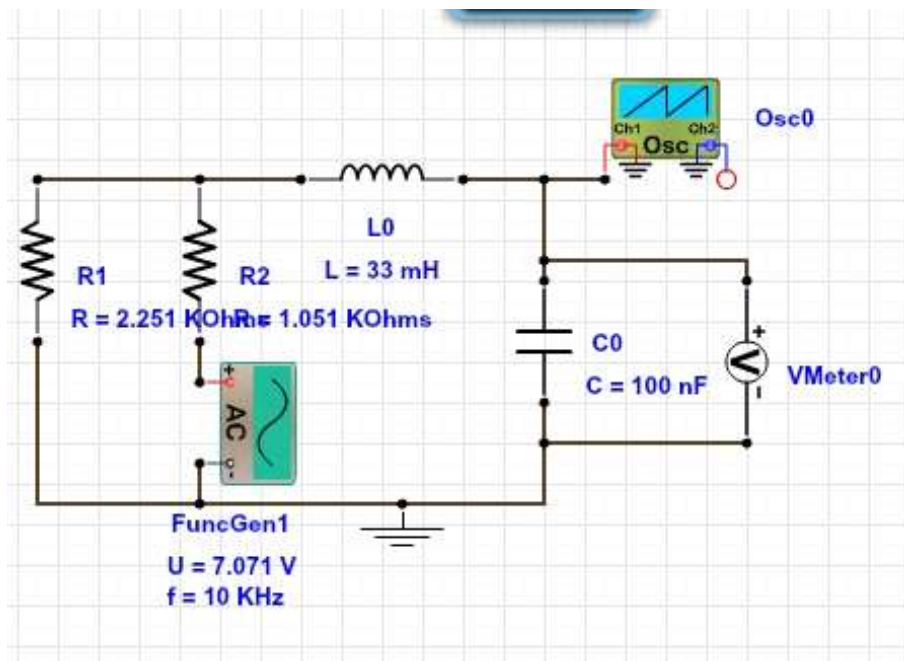 Osc0
Ch1
Ch2
Osc
L0
L = 33 mH
R1
R2
R = 2.251 KOhms
R = 1.051 KOhms
C0
C = 100 nF
+
V
-
VMeter0
+
AC
-
FuncGen1
U = 7.071 V
f = 10 KHz